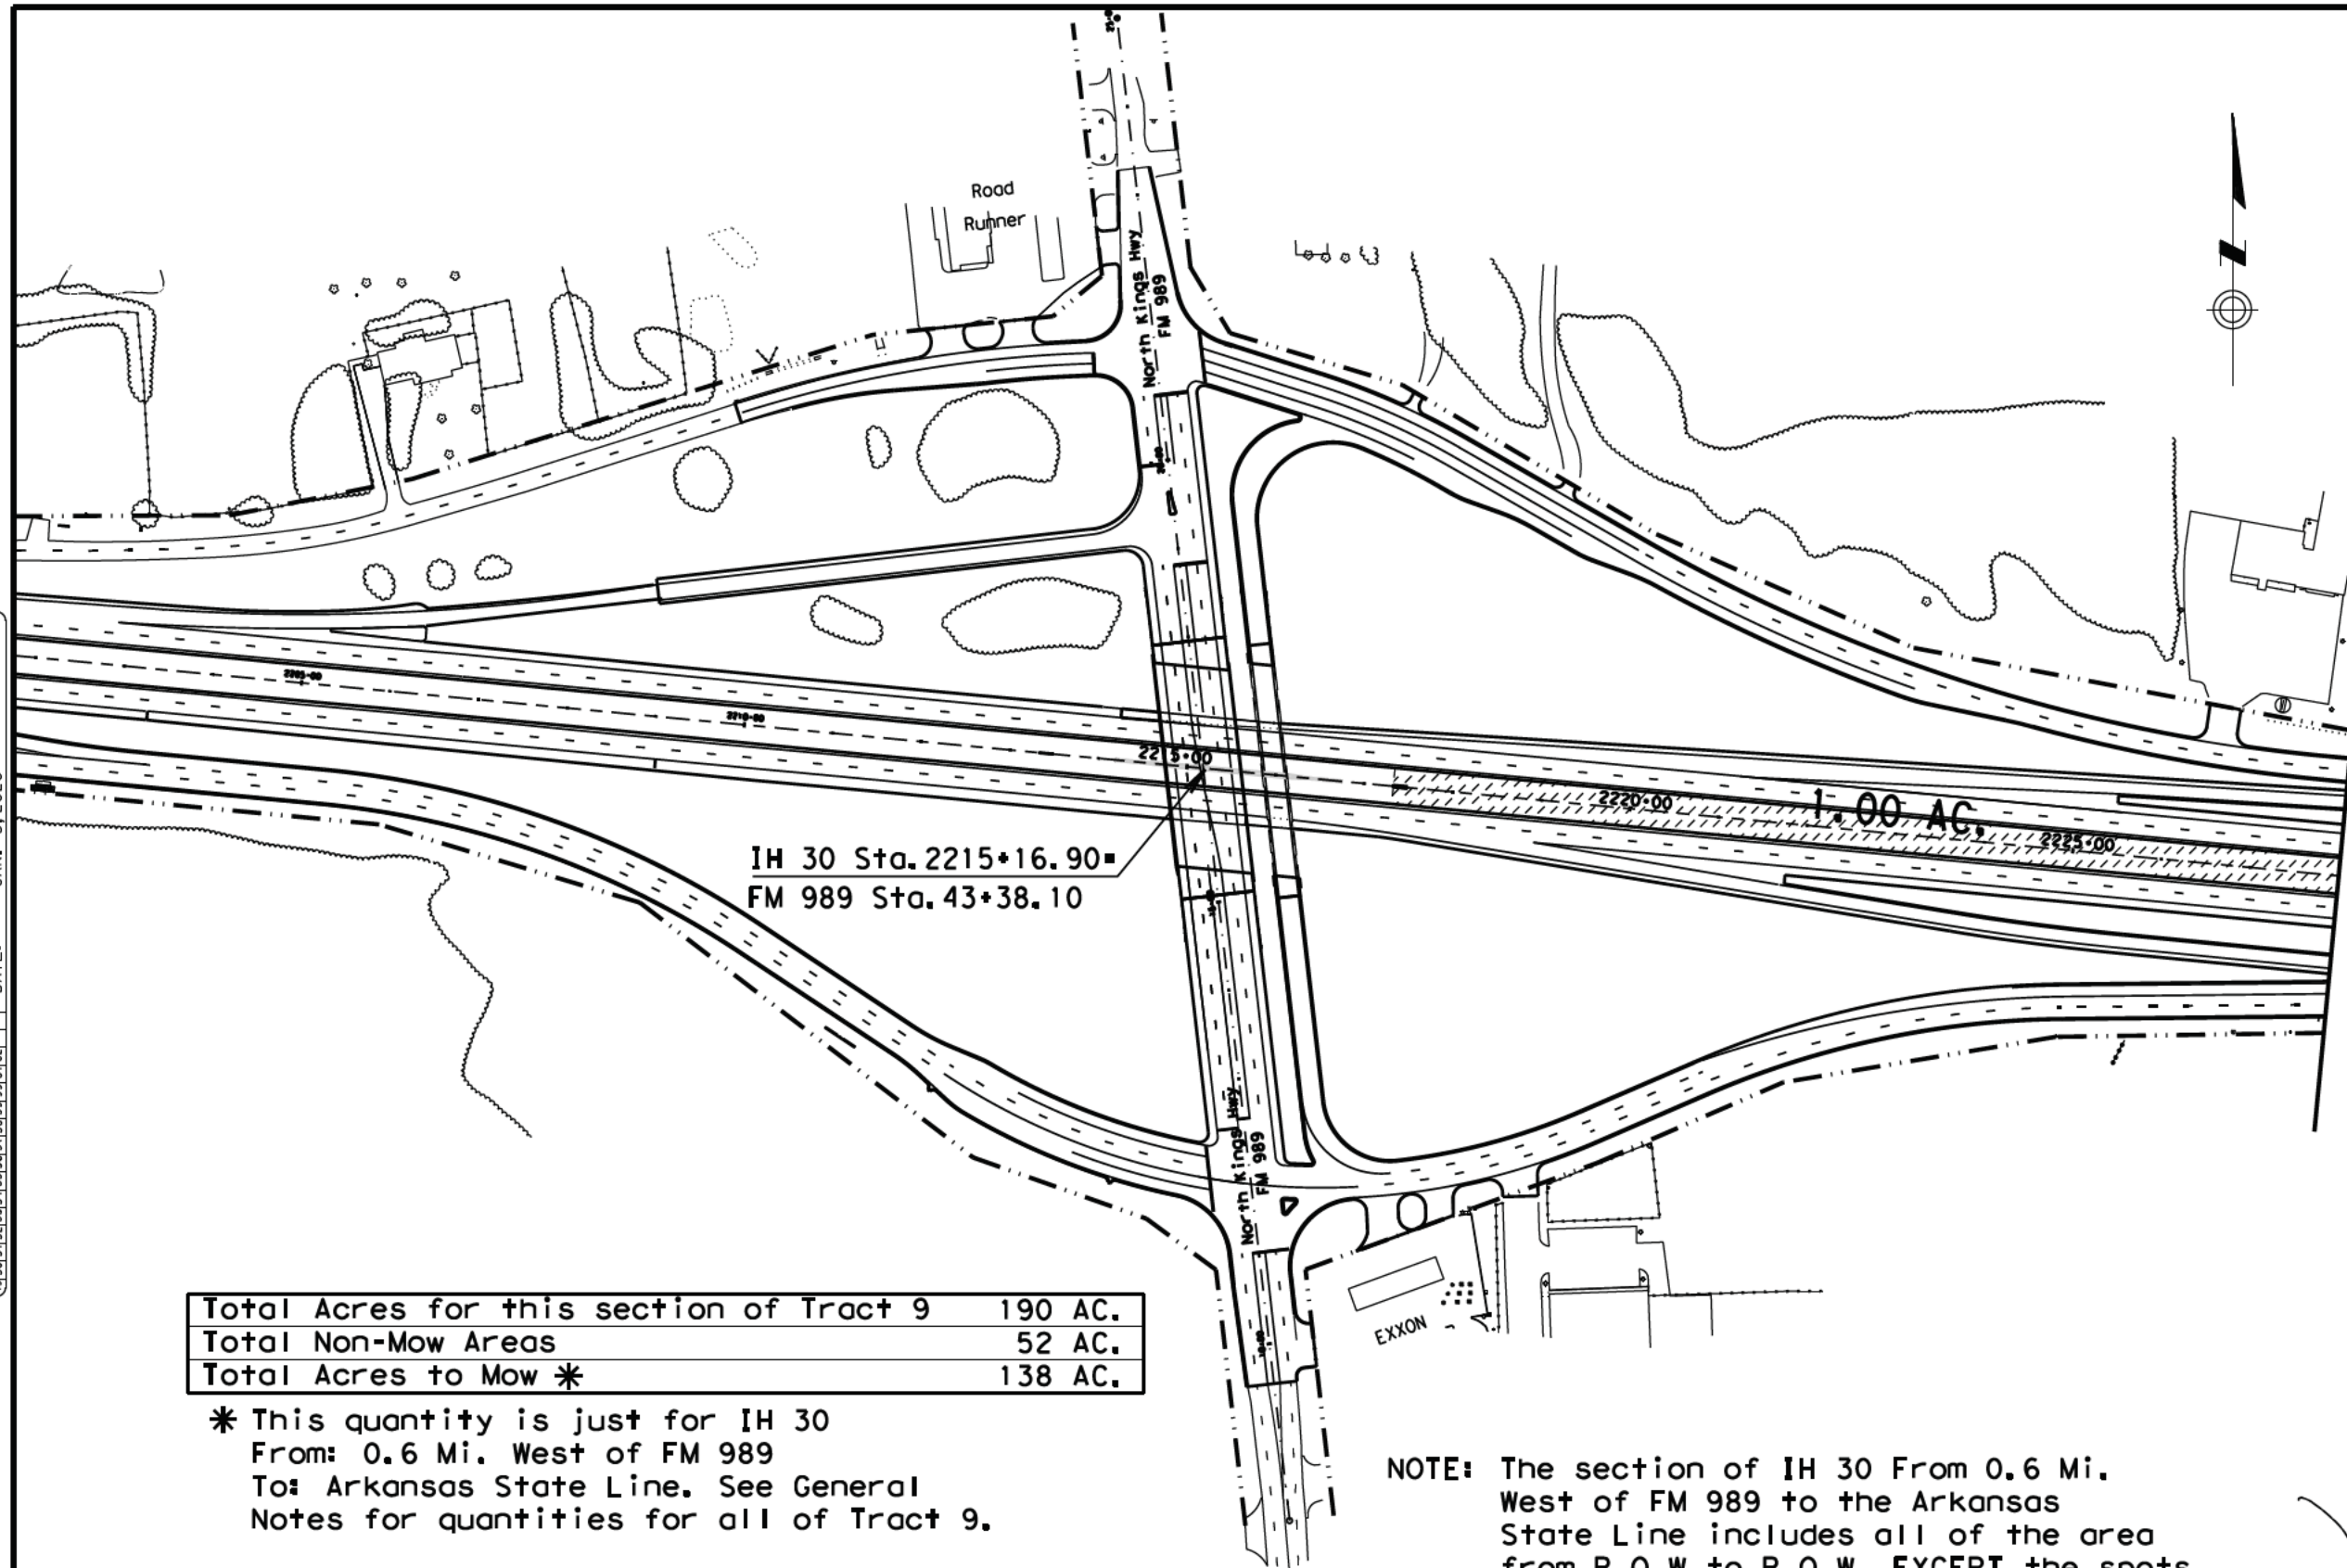 Road
Runner
North Kings Hwy
FM 989
N
2205+00
2210+00
2215+00
2220+00
1.00 AC.
2225+00
IH 30 Sta. 2215+16.90=
FM 989 Sta. 43+38.10
North Kings Hwy.
FM 989
EXXON
Total Acres for this section of Tract 9 190 AC.
Total Non-Mow Areas 52 AC.
Total Acres to Mow * 138 AC.
* This quantity is just for IH 30
From: 0.6 Mi. West of FM 989
To: Arkansas State Line. See General
Notes for quantities for all of Tract 9.
NOTE: The section of IH 30 From 0.6 Mi.
West of FM 989 to the Arkansas
State Line includes all of the area
from R.O.W. to R.O.W. EXCEPT the spots